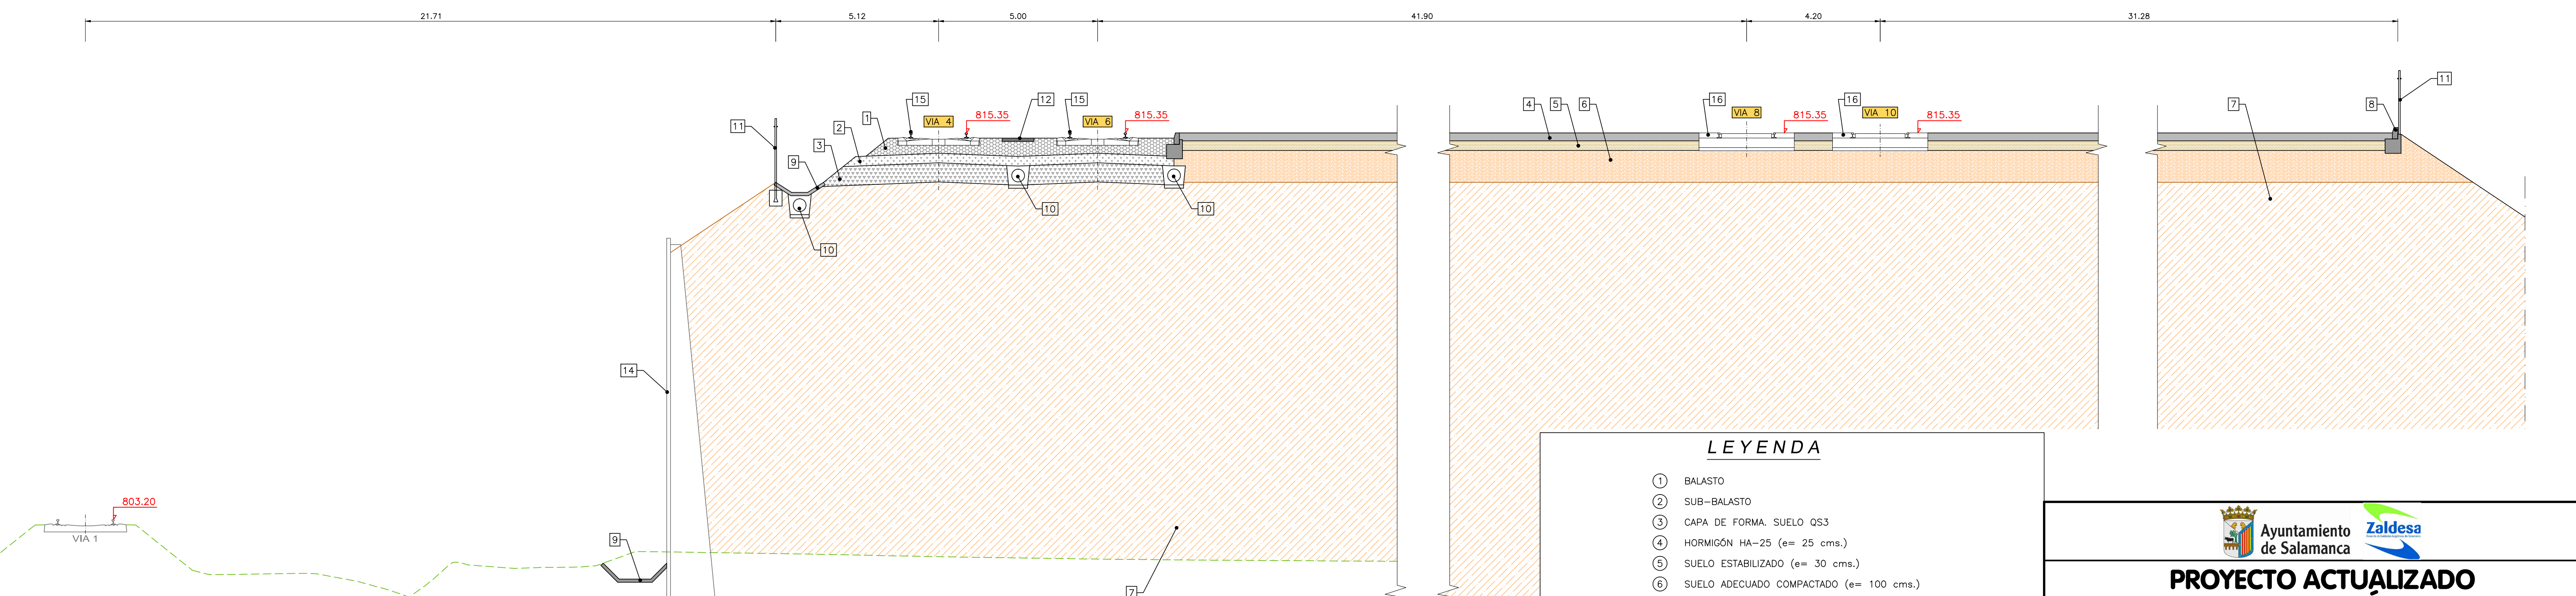 21.71 5.12 5.00 41.90 4.20 31.28
11 9 3 2 1 15 VIA 4 815.35 12 15 VIA 6 815.35 4 5 6 16 VIA 8 815.35 16 VIA 10 815.35 7 8 11
10 10 10
14
803.20
VIA 1
9
7
LEYENDA
1 BALASTO
2 SUB-BALASTO
3 CAPA DE FORMA. SUELO QS3
4 HORMIGÓN HA-25 (e= 25 cms.)
5 SUELO ESTABILIZADO (e= 30 cms.)
6 SUELO ADECUADO COMPACTADO (e= 100 cms.)
Ayuntamiento
de Salamanca
Zaldesa
PROYECTO ACTUALIZADO